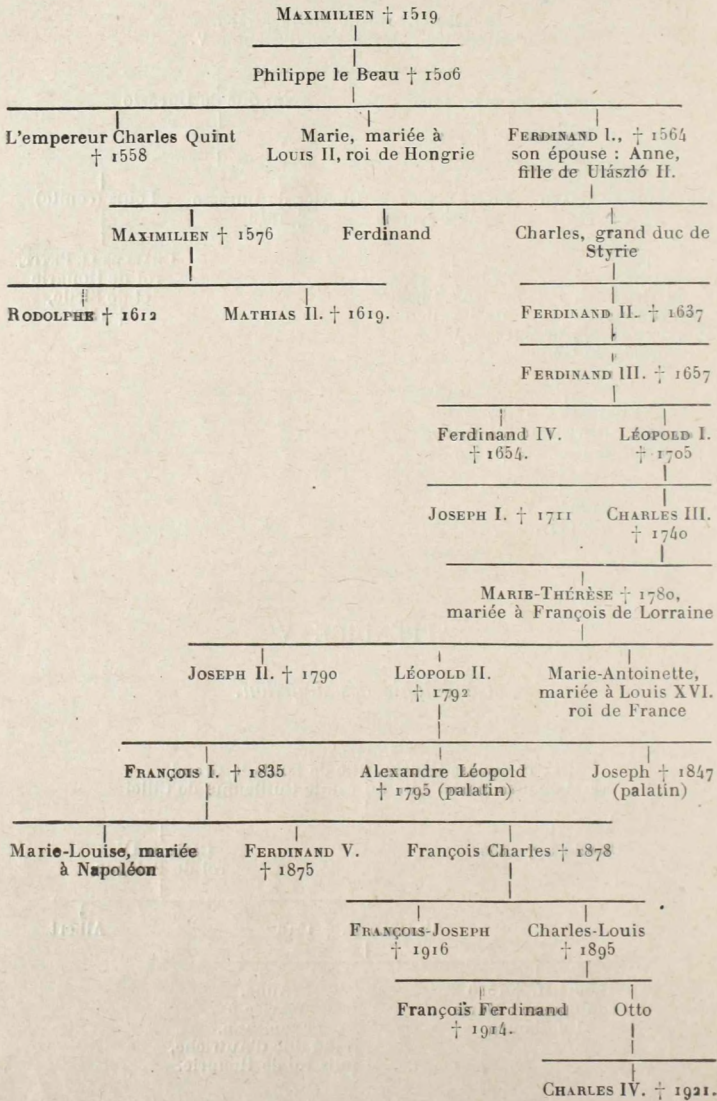 MAXIMILIEN † 1519
Philippe le Beau † 1506
L'empereur Charles Quint
† 1558
Marie, mariée à
LOUIS II, roi de Hongrie
FERDINAND I., † 1564
son épouse : Anne,
fille de Ulászló II.
MAXIMILIEN † 1576
Ferdinand
Charles, grand duc de
Styrie
RODOLPHE † 1612
MATHIAS II. † 1619.
FERDINAND II. † 1637
FERDINAND III. † 1657
Ferdinand IV.
† 1654.
LÉOPOLD I.
† 1705
JOSEPH I. † 1711
CHARLES III.
† 1740
MARIE-THÉRÈSE † 1780,
mariée à François de Lorraine
JOSEPH II. † 1790
LÉOPOLD II.
† 1792
Marie-Antoinette,
mariée à Louis XVI.
roi de France
FRANÇOIS I. † 1835
Alexandre Léopold
† 1795 (palatin)
Joseph † 1847
(palatin)
Marie-Louise, mariée
à Napoléon
FERDINAND V.
† 1875
François Charles † 1878
FRANÇOIS-JOSEPH
† 1916
Charles-Louis
† 1895
François Ferdinand
† 1914.
Otto
CHARLES IV. † 1921.